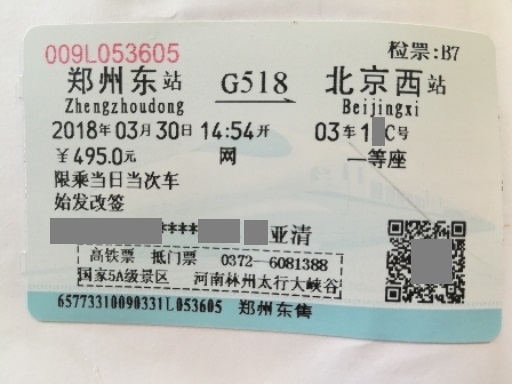 009L053605 检票:B7
郑州东站 G518 北京西站
Zhengzhoudong Beijingxi
2018年03月30日14:54开 03车1 C号
￥495.0元 网 一等座
限乘当日当次车
始发改签
**** 亚清
高铁票 抵门票 0372-6081388
国家5A级景区 河南林州太行大峡谷
65773310090331L053605 郑州东售